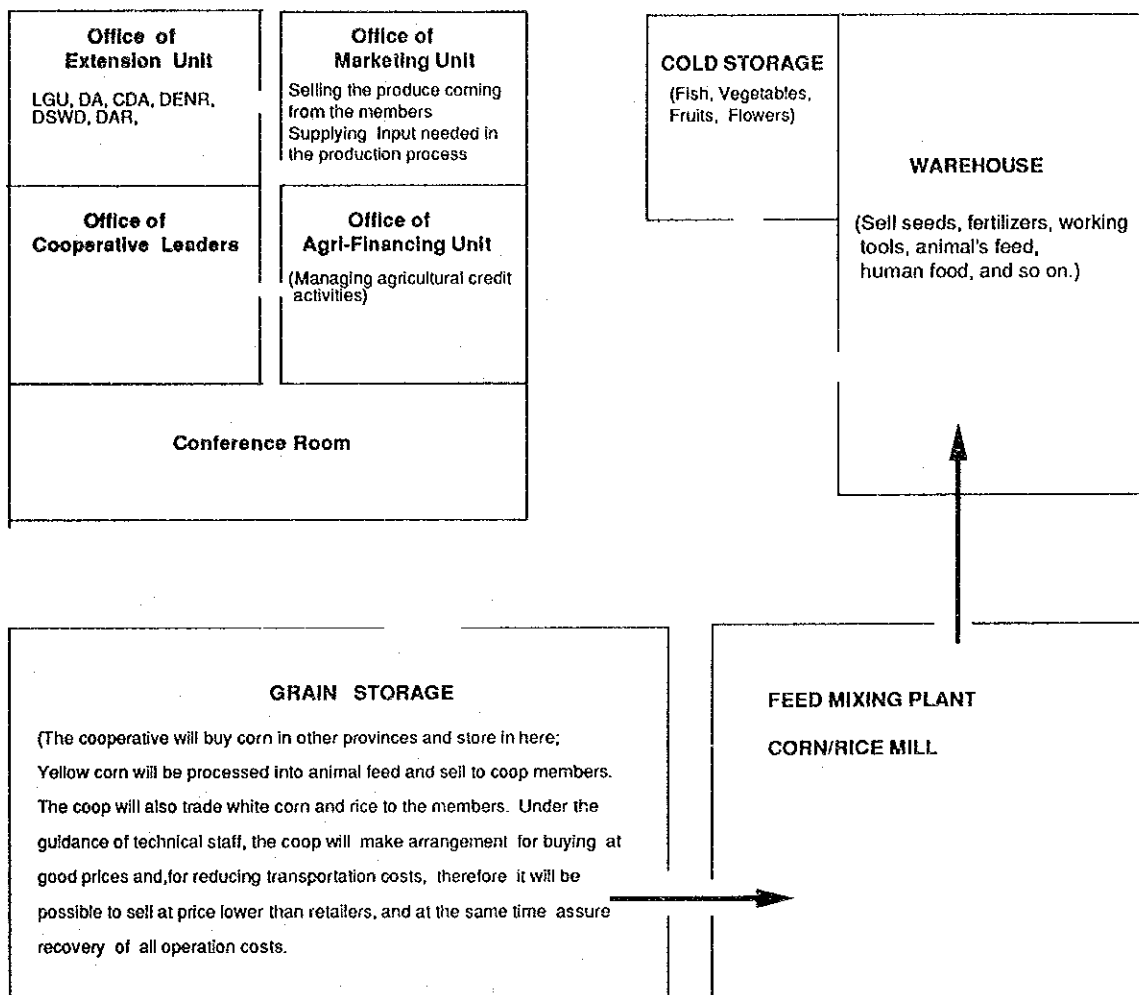 Office of
Extension Unit
LGU, DA, CDA, DENR,
DSWD, DAR,
Office of
Marketing Unit
Selling the produce coming
from the members
Supplying Input needed in
the production process
Office of
Cooperative Leaders
Office of
Agri-Financing Unit
(Managing agricultural credit
activities)
Conference Room
COLD STORAGE
(Fish, Vegetables,
Fruits, Flowers)
WAREHOUSE
(Sell seeds, fertilizers, working
tools, animal's feed,
human food, and so on.)
GRAIN STORAGE
(The cooperative will buy corn in other provinces and store in here;
Yellow corn will be processed into animal feed and sell to coop members.
The coop will also trade white corn and rice to the members. Under the
guidance of technical staff, the coop will make arrangement for buying at
good prices and,for reducing transportation costs, therefore it will be
possible to sell at price lower than retailers, and at the same time assure
recovery of all operation costs.
FEED MIXING PLANT
CORN/RICE MILL